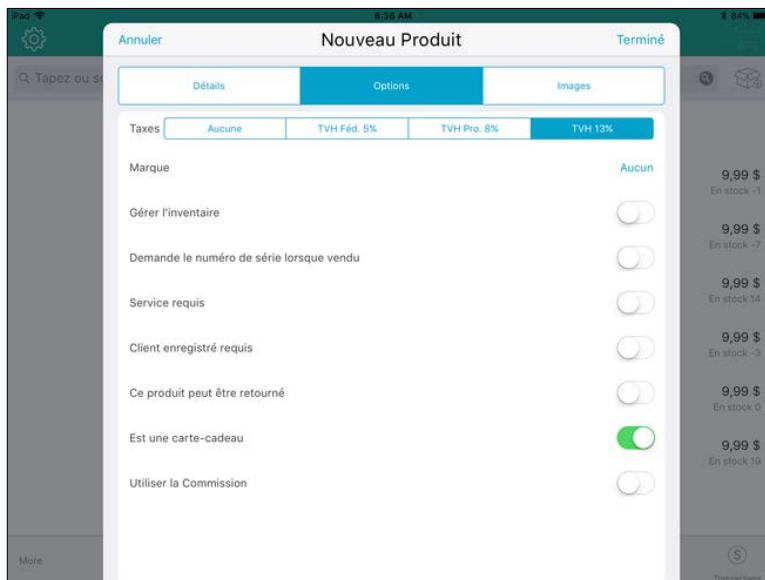 iPad 8:36 AM 84%
Annuler Nouveau Produit Terminé
Tapez ou
Détails Options Images
Taxes Aucune TVH Féd. 5% TVH Pro. 8% TVH 13%
Marque Aucun
9,99 $
En stock -1
Gérer l'inventaire
9,99 $
En stock -7
Demande le numéro de série lorsque vendu
9,99 $
En stock 14
Service requis
9,99 $
En stock -3
Client enregistré requis
9,99 $
En stock 0
Ce produit peut être retourné
Est une carte-cadeau
9,99 $
En stock 19
Utiliser la Commission
More
Transactions